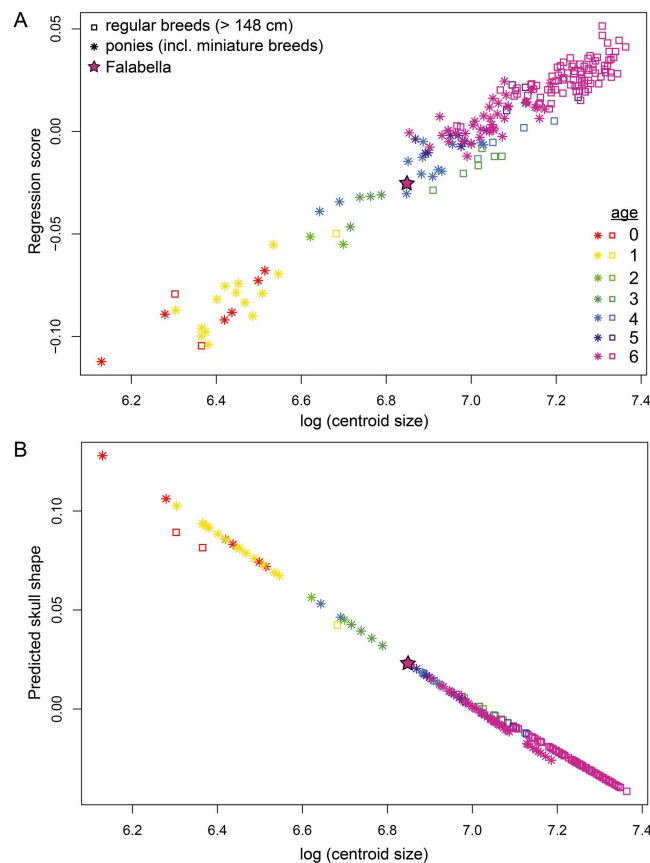 A
□ regular breeds (> 148 cm)
✳ ponies (incl. miniature breeds)
★ Falabella
Regression score
0.05
0.00
−0.05
−0.10
age
0
1
2
3
4
5
6
6.2 6.4 6.6 6.8 7.0 7.2 7.4
log (centroid size)
B
Predicted skull shape
0.10
0.05
0.00
6.2 6.4 6.6 6.8 7.0 7.2 7.4
log (centroid size)